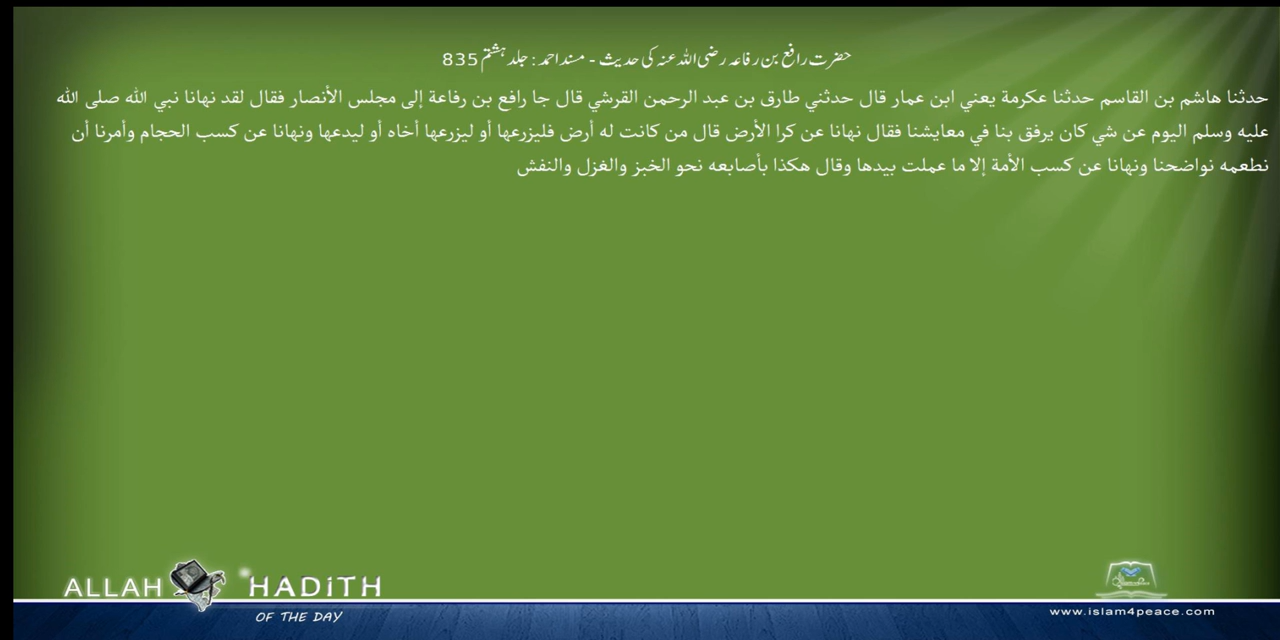 حضرت رافع بن رفاعہ رضی اللہ عنہ کی حدیث - مسند احمد : جلد ہشتم 835
حدثنا هاشم بن القاسم حدثنا عكرمة يعني ابن عمار قال حدثني طارق بن عبد الرحمن القرشي قال جا رافع بن رفاعة إلى مجلس الأنصار فقال لقد نهانا نبي الله صلى الله
عليه وسلم اليوم عن شي كان يرفق بنا في معايشنا فقال نهانا عن كرا الأرض قال من كانت له أرض فليزرعها أو ليزرعها أخاه أو ليدعها ونهانا عن كسب الحجام وأمرنا أن
نطعمه نواضحنا ونهانا عن كسب الأمة إلا ما عملت بيدها وقال هكذا بأصابعه نحو الخبز والغزل والنفش
ALLAH HADITH
OF THE DAY
www.islam4peace.com